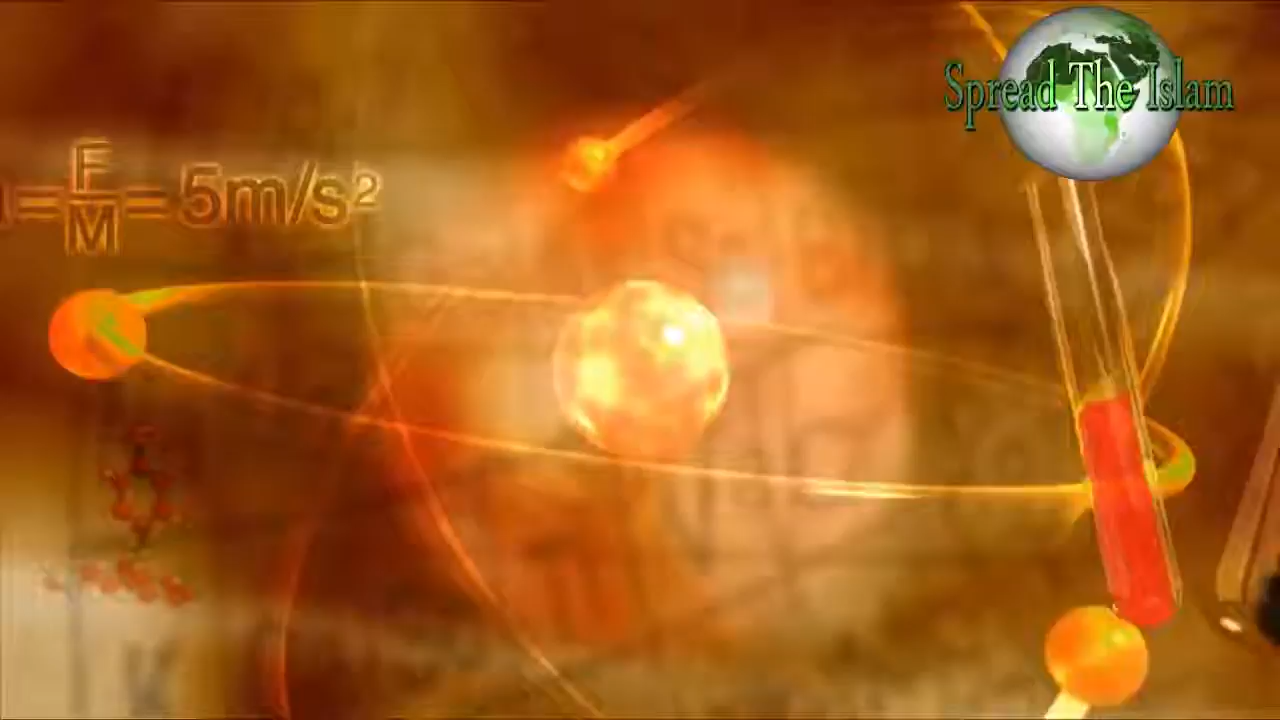 Spread The Islam
=F/M= 5m/s²